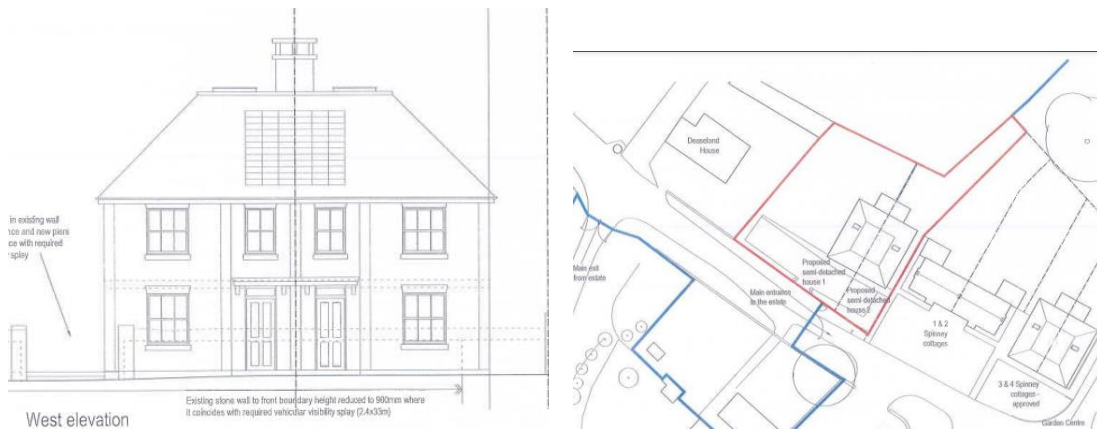 in existing wall
nce and new piers
ce with required
splay
Existing stone wall to front boundary height reduced to 900mm where
it coincides with required vehicular visibility splay (2.4x33m)
West elevation
Deaseland
House
Main exit
from estate
Main entrance
to the estate
Proposed
semi-detached
house 1
Proposed
semi-detached
house 2
1 & 2
Spinney
cottages
3 & 4 Spinney
cottages -
approved
Garden Centre